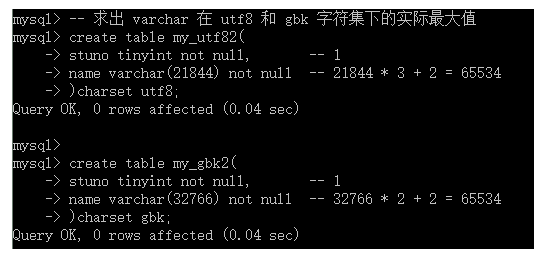 mysql> -- 求出 varchar 在 utf8 和 gbk 字符集下的实际最大值
mysql> create table my_utf82(
    -> stuno tinyint not null,      -- 1
    -> name varchar(21844) not null  -- 21844 * 3 + 2 = 65534
    -> )charset utf8;
Query OK, 0 rows affected (0.04 sec)
mysql>
mysql> create table my_gbk2(
    -> stuno tinyint not null,      -- 1
    -> name varchar(32766) not null  -- 32766 * 2 + 2 = 65534
    -> )charset gbk;
Query OK, 0 rows affected (0.04 sec)